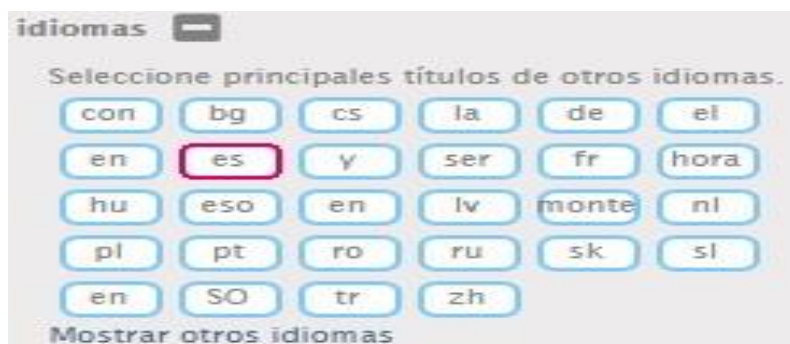 idiomas
Seleccione principales títulos de otros idiomas.
con bg cs la de el
en es y ser fr hora
hu eso en lv monte nl
pl pt ro ru sk sl
en SO tr zh
Mostrar otros idiomas